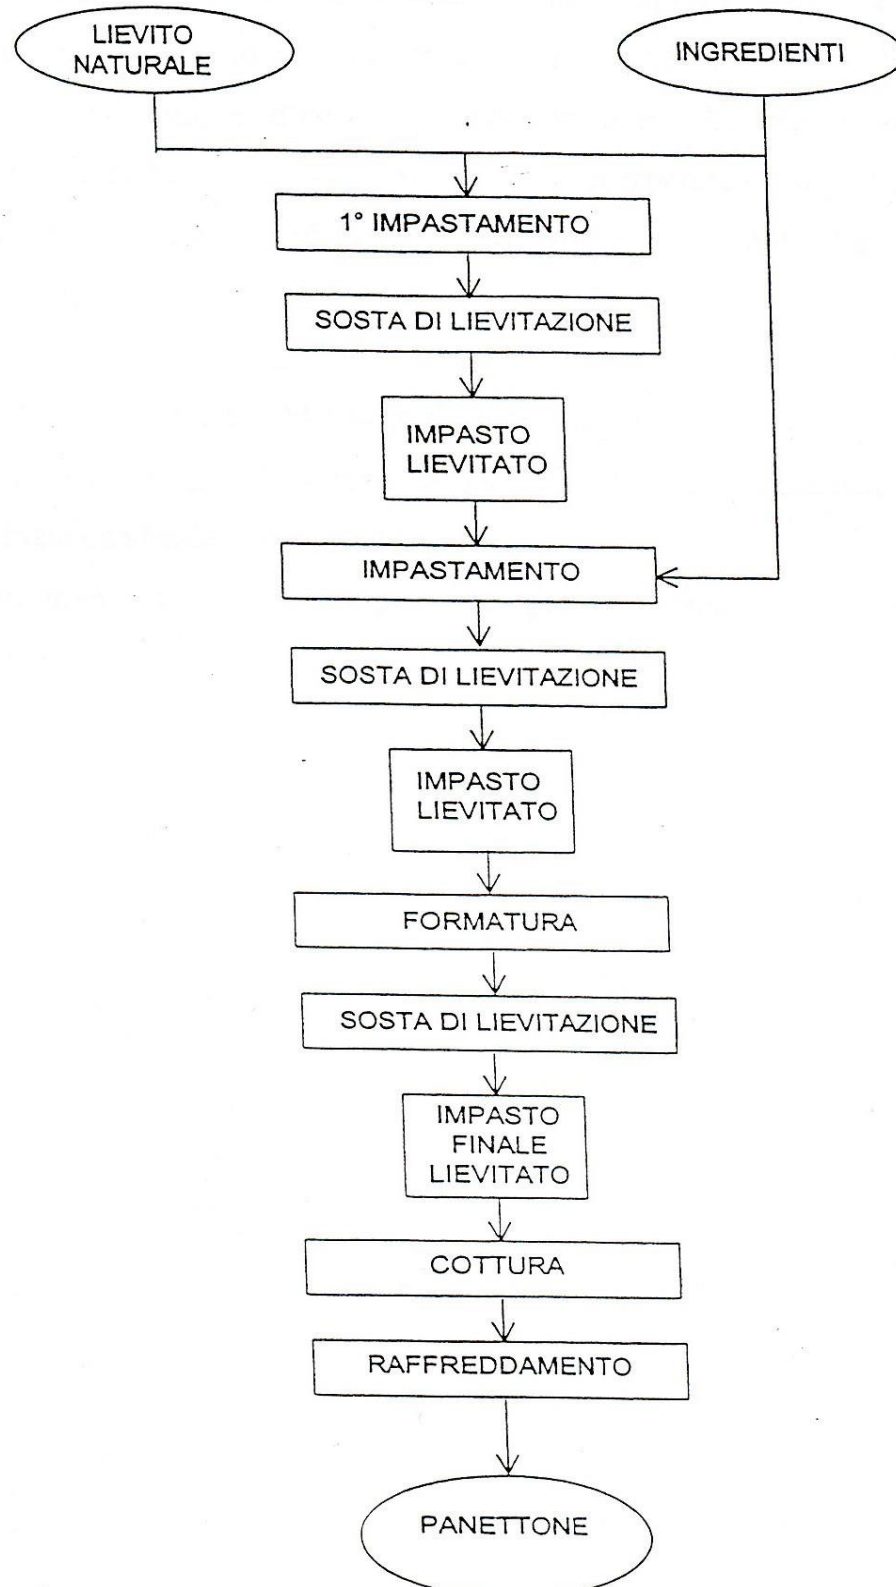 LIEVITO
NATURALE
INGREDIENTI
1° IMPASTAMENTO
SOSTA DI LIEVITAZIONE
IMPASTO
LIEVITATO
IMPASTAMENTO
SOSTA DI LIEVITAZIONE
IMPASTO
LIEVITATO
FORMATURA
SOSTA DI LIEVITAZIONE
IMPASTO
FINALE
LIEVITATO
COTTURA
RAFFREDDAMENTO
PANETTONE